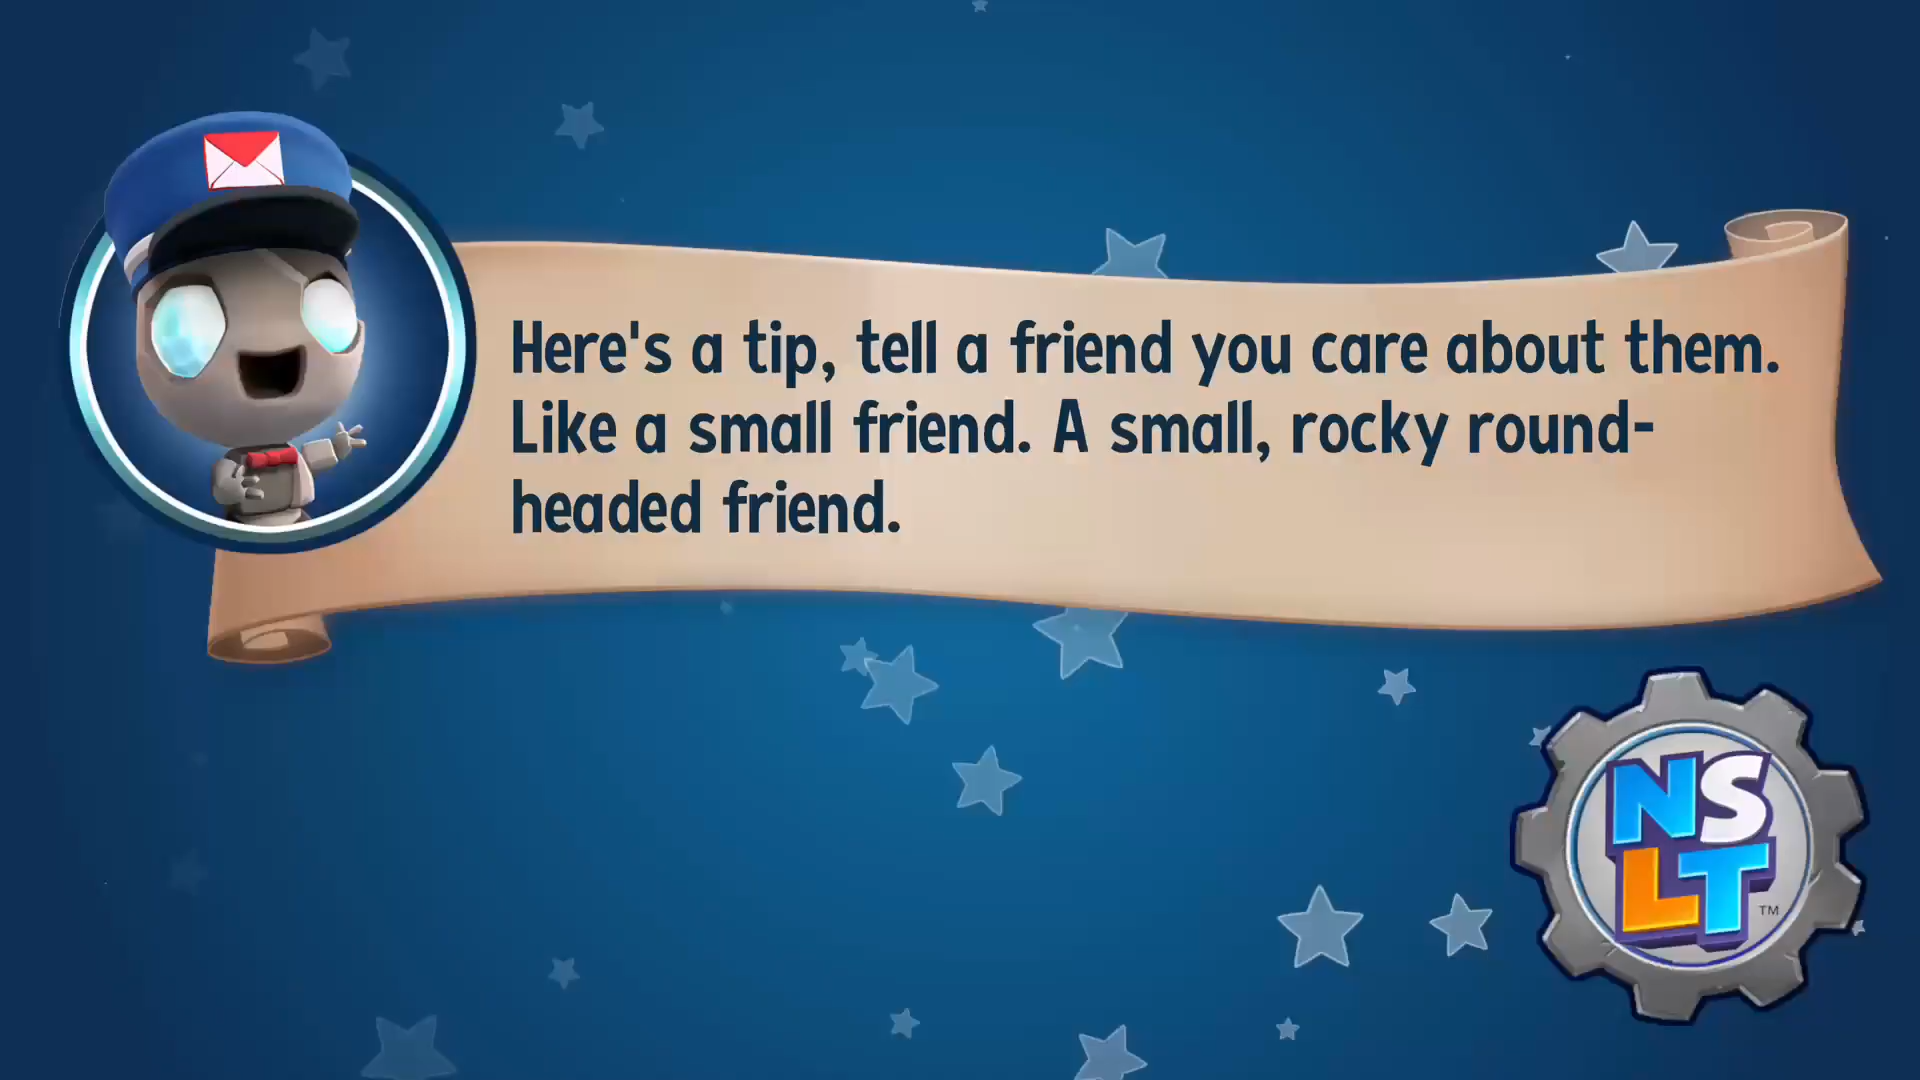 Here's a tip, tell a friend you care about them.
Like a small friend. A small, rocky round-
headed friend.
NS
LT
TM